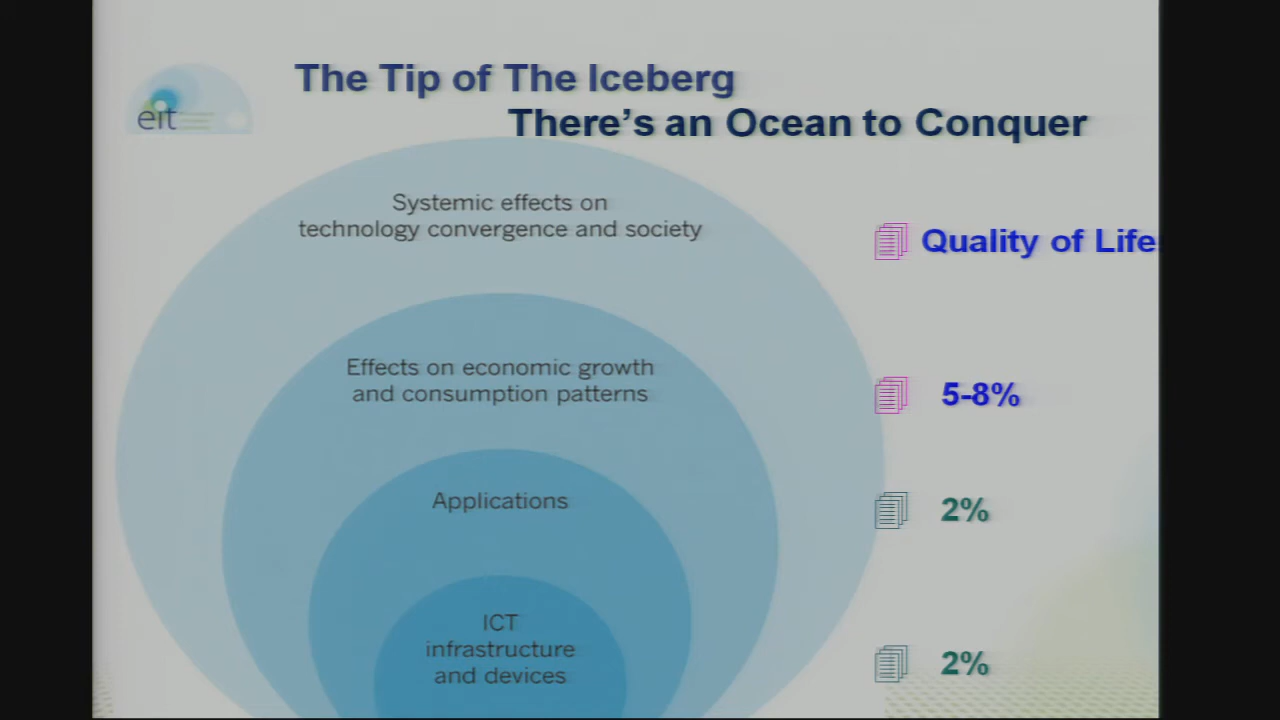 The Tip of The Iceberg
There's an Ocean to Conquer
eit
Systemic effects on
technology convergence and society
Quality of Life
Effects on economic growth
and consumption patterns
5-8%
Applications
2%
ICT
infrastructure
and devices
2%